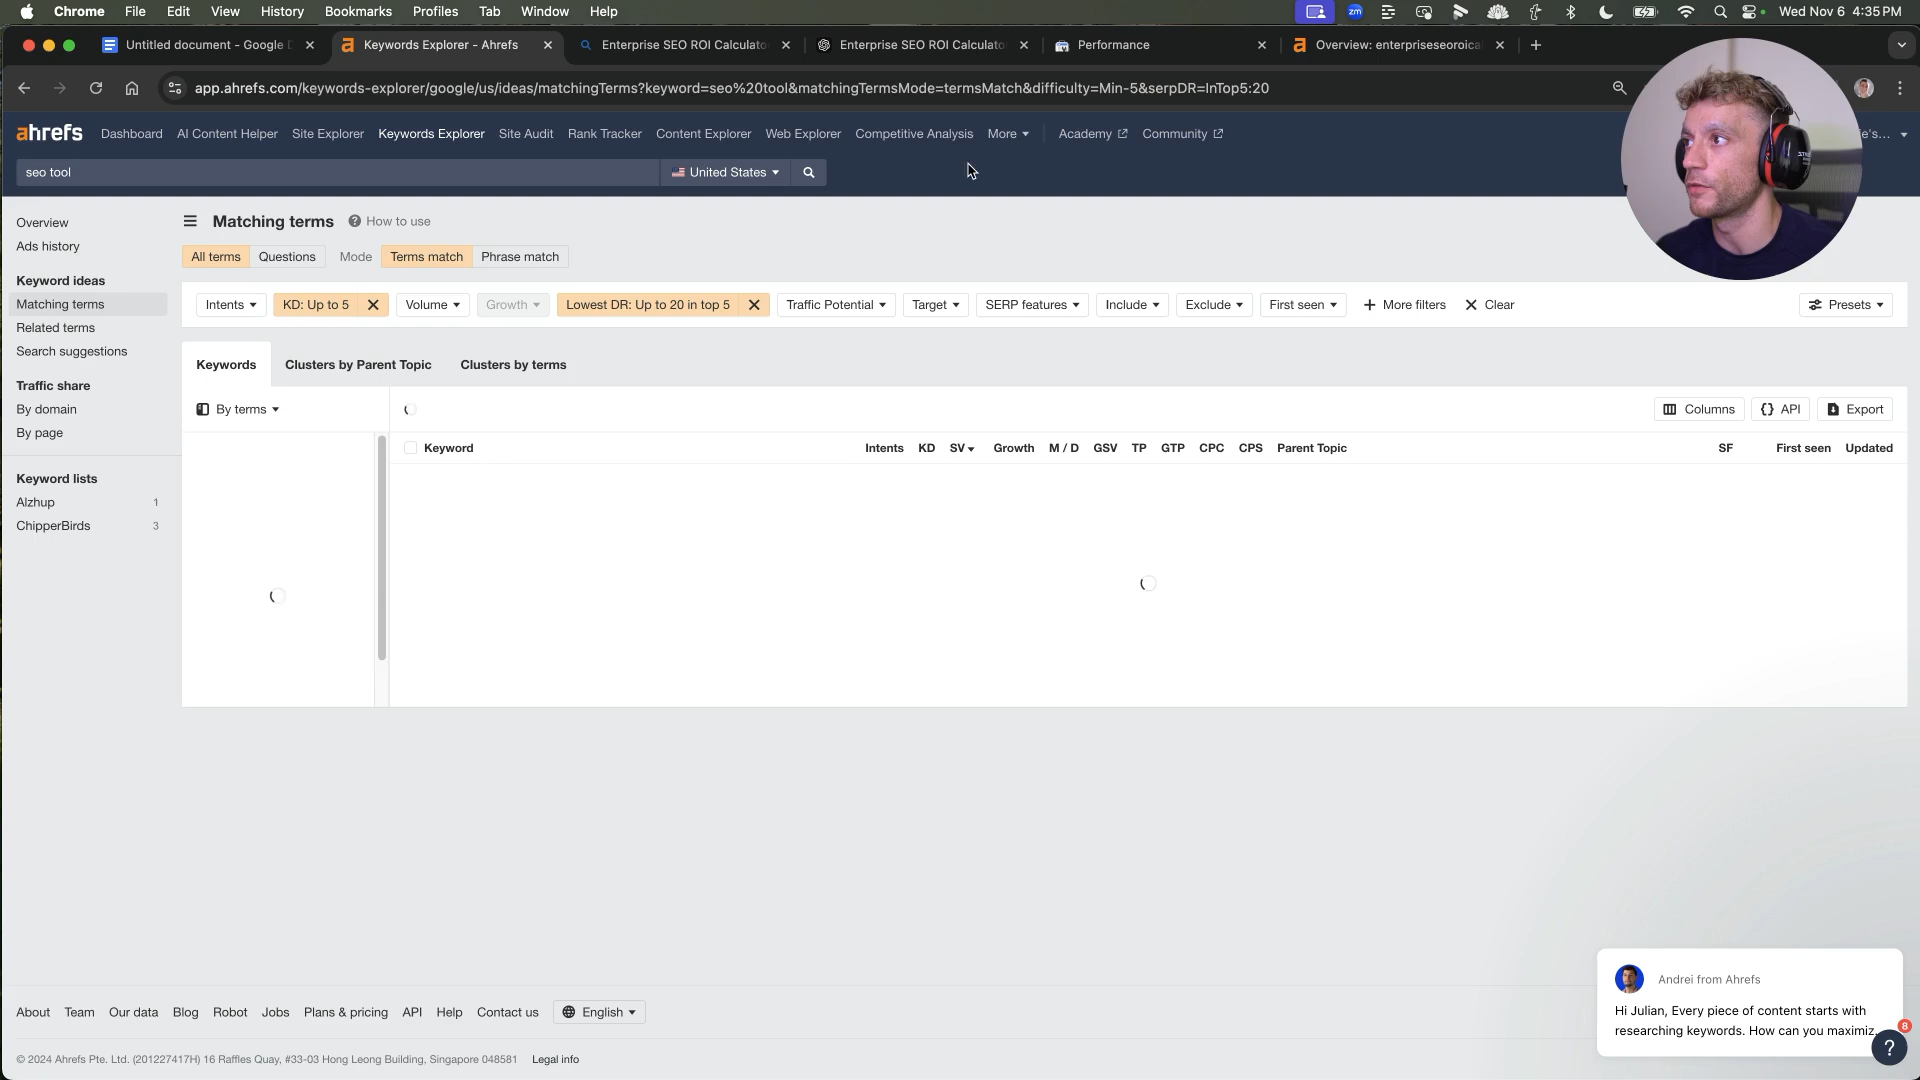 Chrome File Edit View History Bookmarks Profiles Tab Window Help zm Wed Nov 6 4:35 PM
Untitled document - Google D Keywords Explorer - Ahrefs Enterprise SEO ROI Calculato Enterprise SEO ROI Calculato Performance Overview: enterpriseseoroica
app.ahrefs.com/keywords-explorer/google/us/ideas/matchingTerms?keyword=seo%20tool&matchingTermsMode=termsMatch&difficulty=Min-5&serpDR=InTop5:20
ahrefs Dashboard AI Content Helper Site Explorer Keywords Explorer Site Audit Rank Tracker Content Explorer Web Explorer Competitive Analysis More Academy Community
seo tool United States
Overview
Ads history
Keyword ideas
Matching terms
Related terms
Search suggestions
Traffic share
By domain
By page
Keyword lists
Alzhup 1
ChipperBirds 3
Matching terms ? How to use
All terms Questions Mode Terms match Phrase match
Intents KD: Up to 5 Volume Growth Lowest DR: Up to 20 in top 5 Traffic Potential Target SERP features Include Exclude First seen + More filters Clear Presets
Keywords Clusters by Parent Topic Clusters by terms
By terms Columns {} API Export
Keyword Intents KD SV Growth M / D GSV TP GTP CPC CPS Parent Topic SF First seen Updated
Andrei from Ahrefs
Hi Julian, Every piece of content starts with
researching keywords. How can you maximiz...
8
?
About Team Our data Blog Robot Jobs Plans & pricing API Help Contact us English
© 2024 Ahrefs Pte. Ltd. (201227417H) 16 Raffles Quay, #33-03 Hong Leong Building, Singapore 048581 Legal info